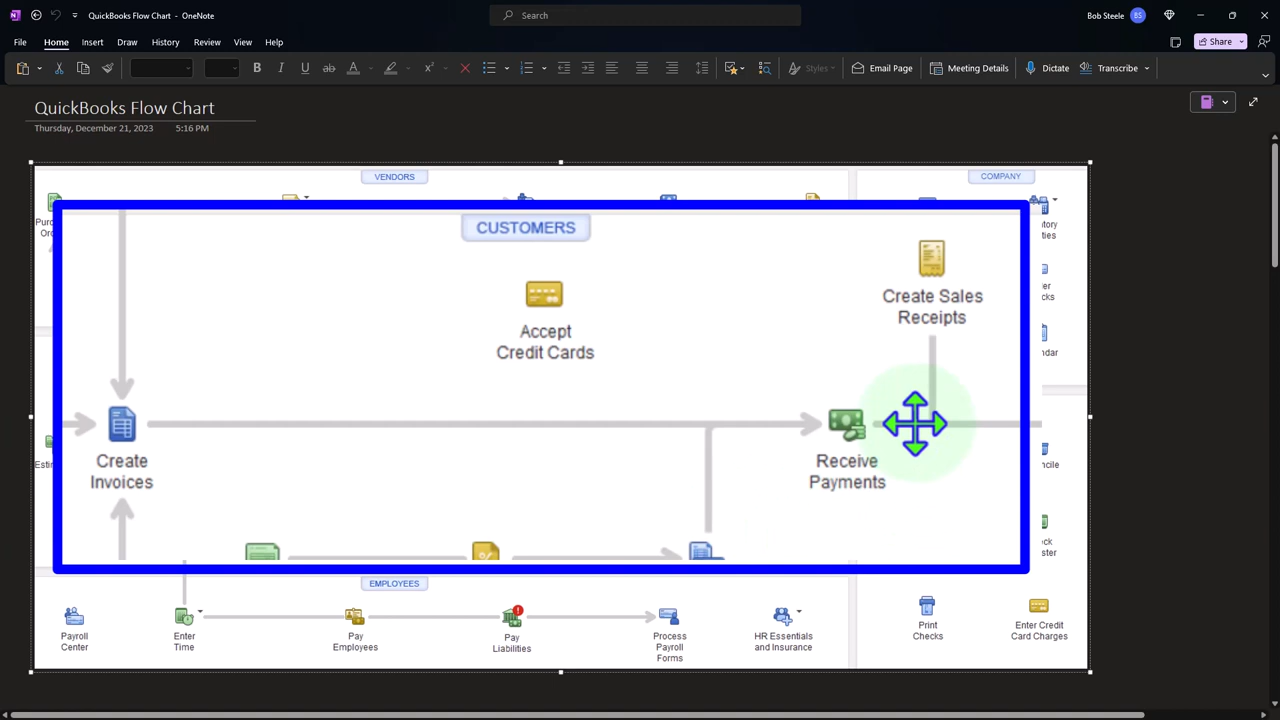 QuickBooks Flow Chart - OneNote
Search
Bob Steele
BS
File Home Insert Draw History Review View Help
Share
Email Page
Meeting Details
Dictate
Transcribe
Styles
QuickBooks Flow Chart
Thursday, December 21, 2023 5:16 PM
VENDORS
COMPANY
CUSTOMERS
Create Sales
Receipts
Accept
Credit Cards
Create
Invoices
Receive
Payments
EMPLOYEES
Payroll
Center
Enter
Time
Pay
Employees
Pay
Liabilities
Process
Payroll
Forms
HR Essentials
and Insurance
Print
Checks
Enter Credit
Card Charges